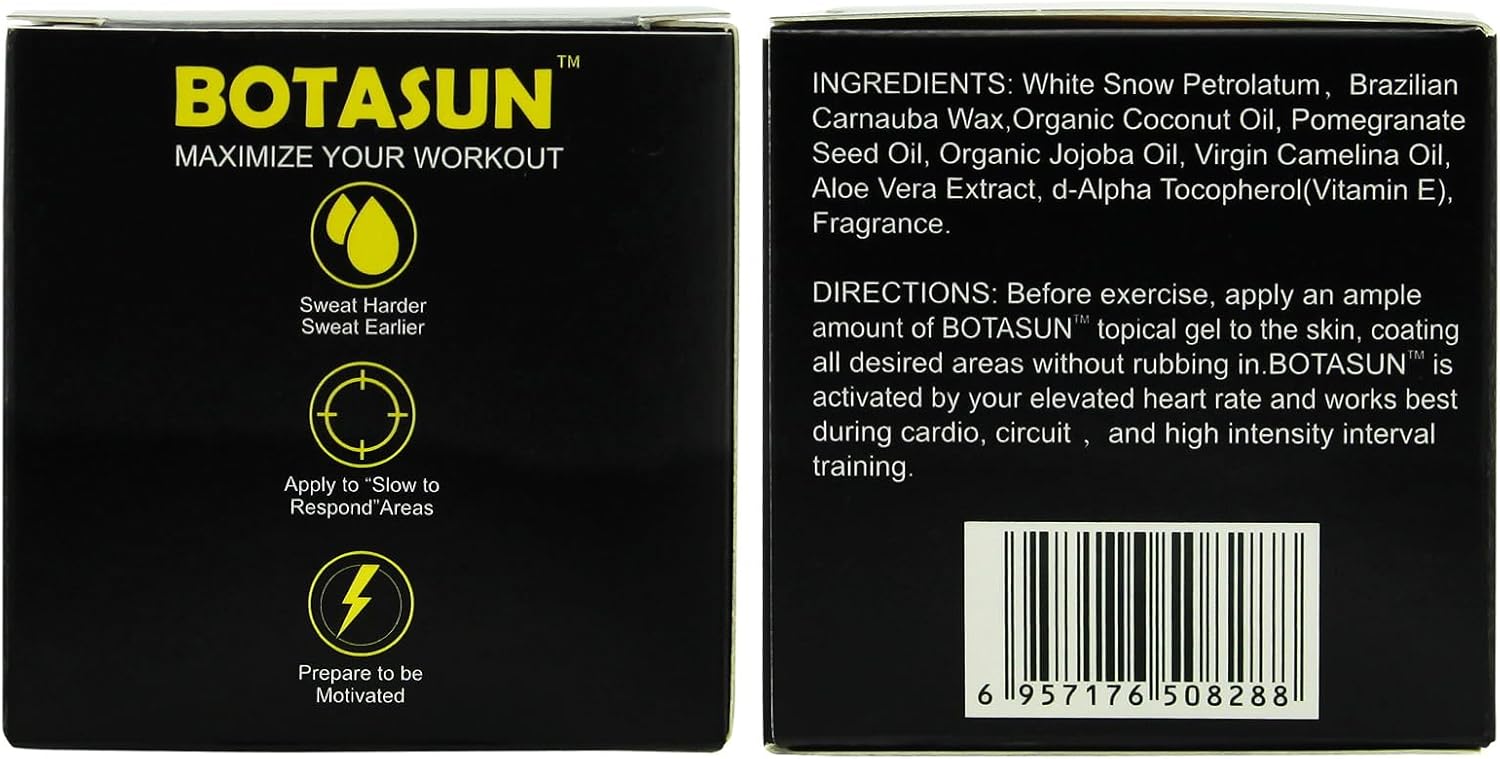 BOTASUN™
MAXIMIZE YOUR WORKOUT
Sweat Harder
Sweat Earlier
Apply to “Slow to
Respond”Areas
Prepare to be
Motivated
INGREDIENTS: White Snow Petrolatum，Brazilian
Carnauba Wax,Organic Coconut Oil, Pomegranate
Seed Oil, Organic Jojoba Oil, Virgin Camelina Oil,
Aloe Vera Extract, d-Alpha Tocopherol(Vitamin E),
Fragrance.
DIRECTIONS: Before exercise, apply an ample
amount of BOTASUN™ topical gel to the skin, coating
all desired areas without rubbing in.BOTASUN™ is
activated by your elevated heart rate and works best
during cardio, circuit ，and high intensity interval
training.
6 957176 508288